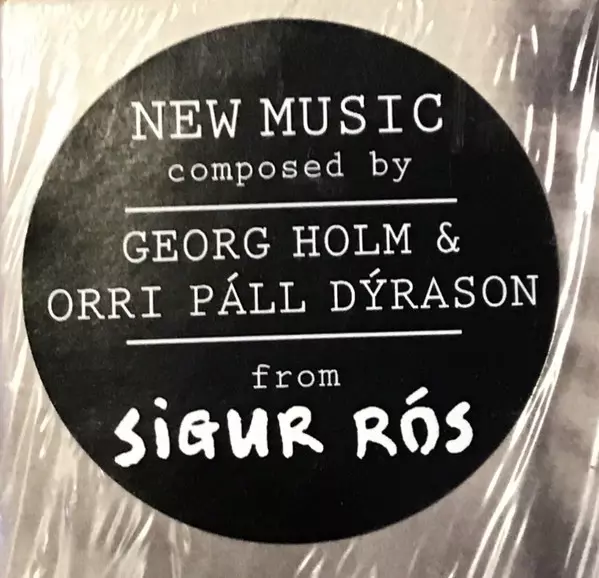 NEW MUSIC
composed by
GEORG HOLM &
ORRI PÁLL DÝRASON
from
SIGUR RÓS